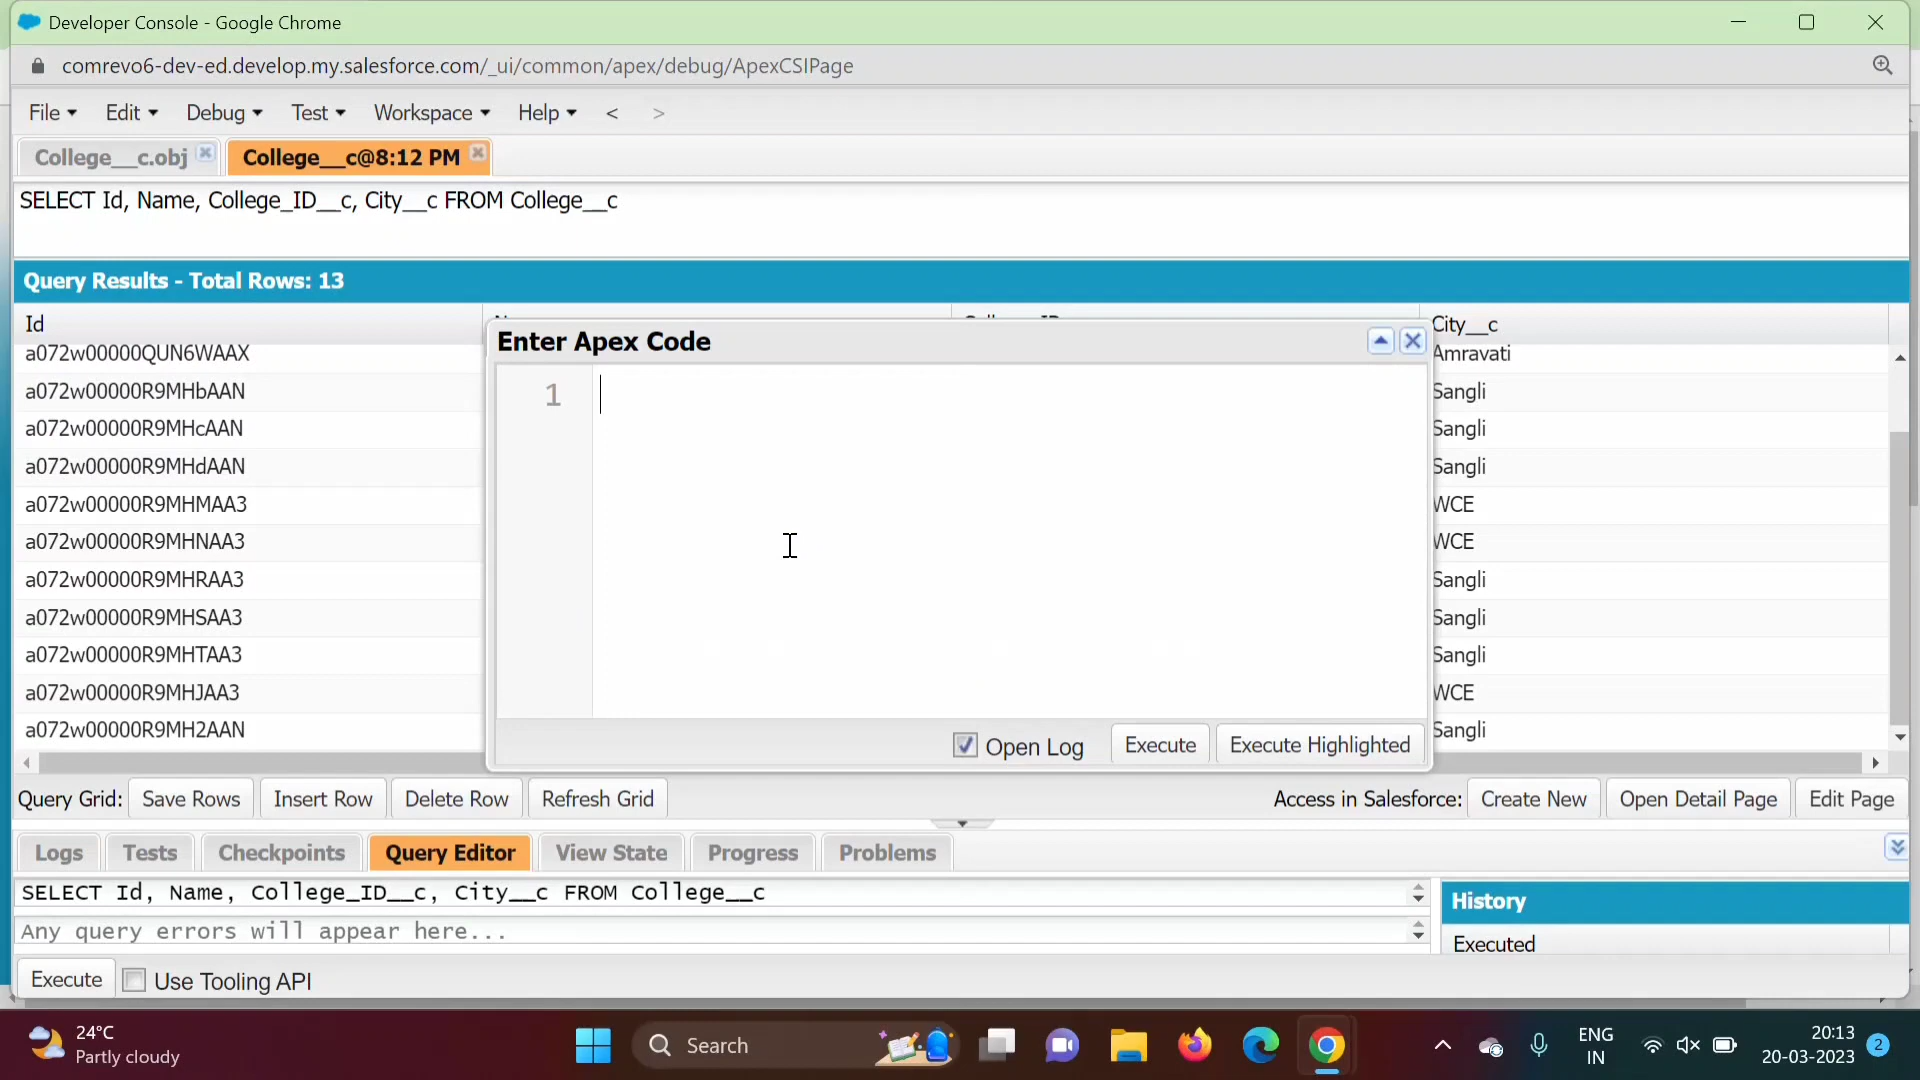 Developer Console - Google Chrome
comrevo6-dev-ed.develop.my.salesforce.com/_ui/common/apex/debug/ApexCSIPage
File Edit Debug Test Workspace Help < >
College__c.obj College__c@8:12 PM
SELECT Id, Name, College_ID__c, City__c FROM College__c
Query Results - Total Rows: 13
Id City__c
a072w00000QUN6WAAX Amravati
a072w00000R9MHbAAN Sangli
a072w00000R9MHcAAN Sangli
a072w00000R9MHdAAN Sangli
a072w00000R9MHMAA3 WCE
a072w00000R9MHNAA3 WCE
a072w00000R9MHRAA3 Sangli
a072w00000R9MHSAA3 Sangli
a072w00000R9MHTAA3 Sangli
a072w00000R9MHJAA3 WCE
a072w00000R9MH2AAN Sangli
Enter Apex Code
1
Open Log Execute Execute Highlighted
Query Grid: Save Rows Insert Row Delete Row Refresh Grid Access in Salesforce: Create New Open Detail Page Edit Page
Logs Tests Checkpoints Query Editor View State Progress Problems
SELECT Id, Name, College_ID__c, City__c FROM College__c
Any query errors will appear here...
History
Executed
Execute Use Tooling API
24°C
Partly cloudy
Search
ENG
IN
20:13
20-03-2023
2